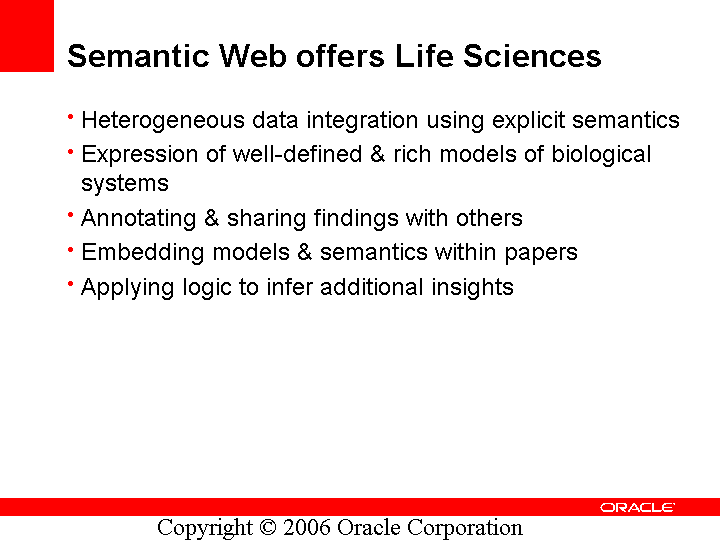 Semantic Web offers Life Sciences
• Heterogeneous data integration using explicit semantics
• Expression of well-defined & rich models of biological
systems
• Annotating & sharing findings with others
• Embedding models & semantics within papers
• Applying logic to infer additional insights
ORACLE
Copyright © 2006 Oracle Corporation